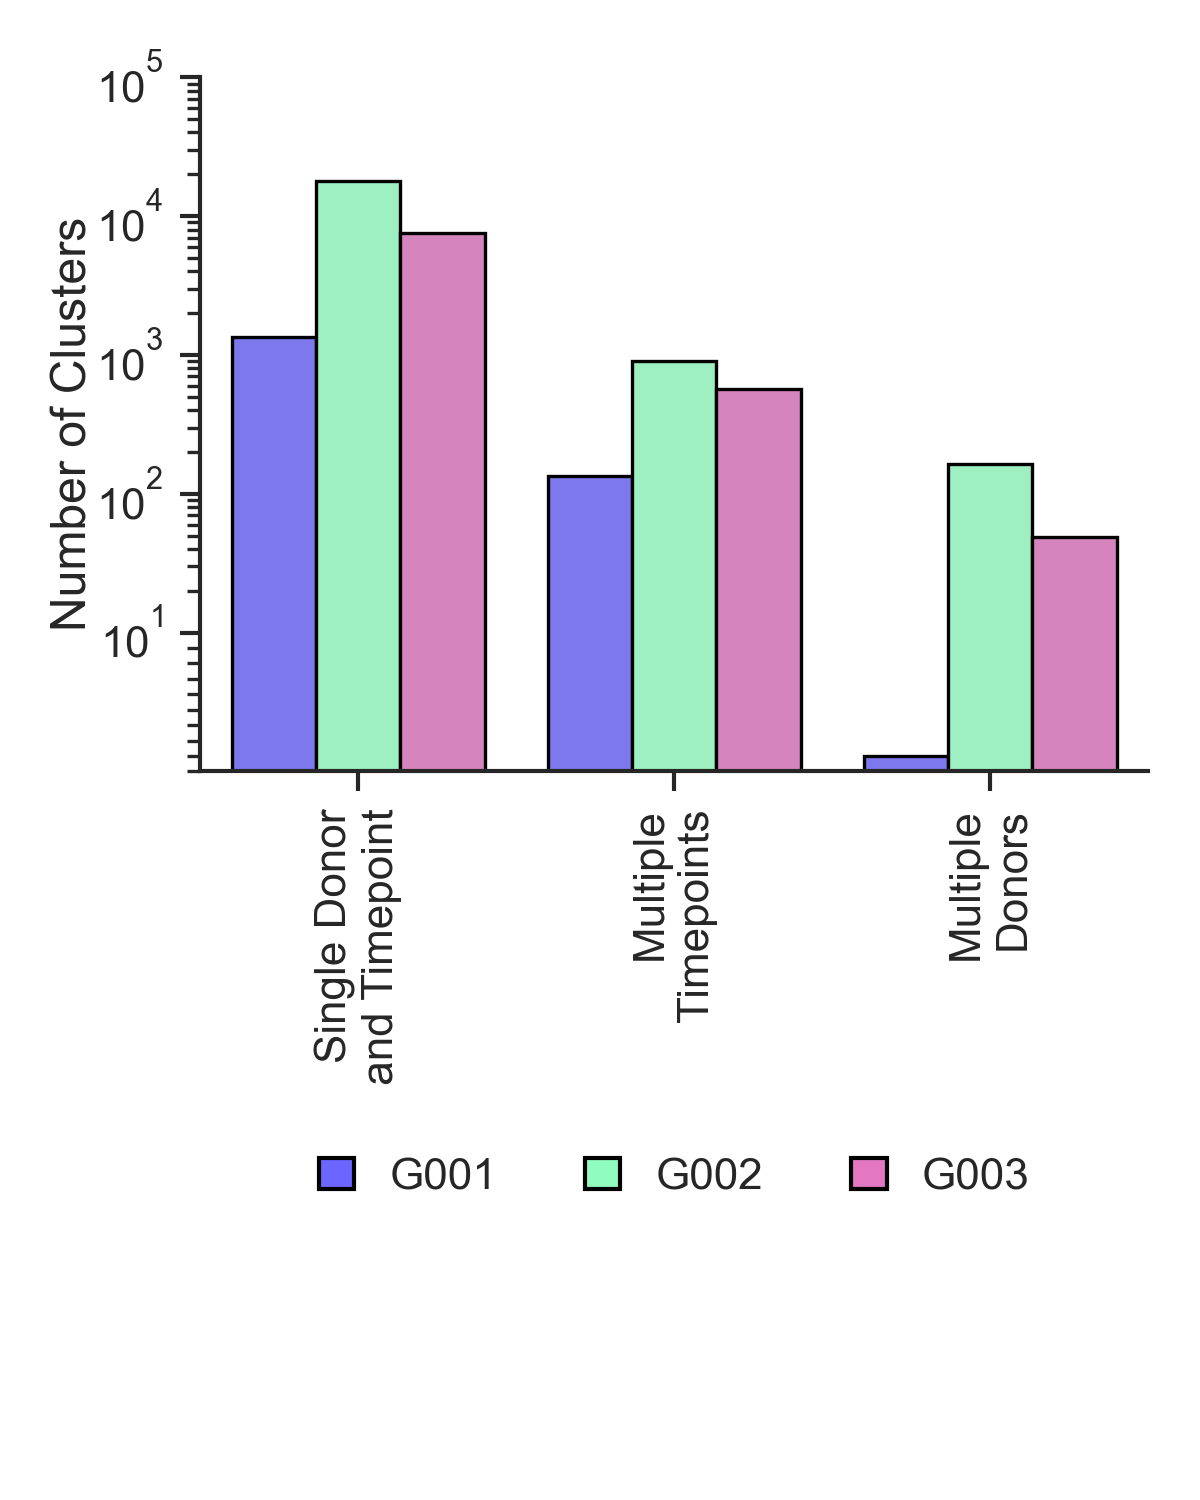 10^5
10^4
10^3
10^2
10^1
Number of Clusters
Single Donor
and Timepoint
Multiple
Timepoints
Multiple
Donors
G001
G002
G003